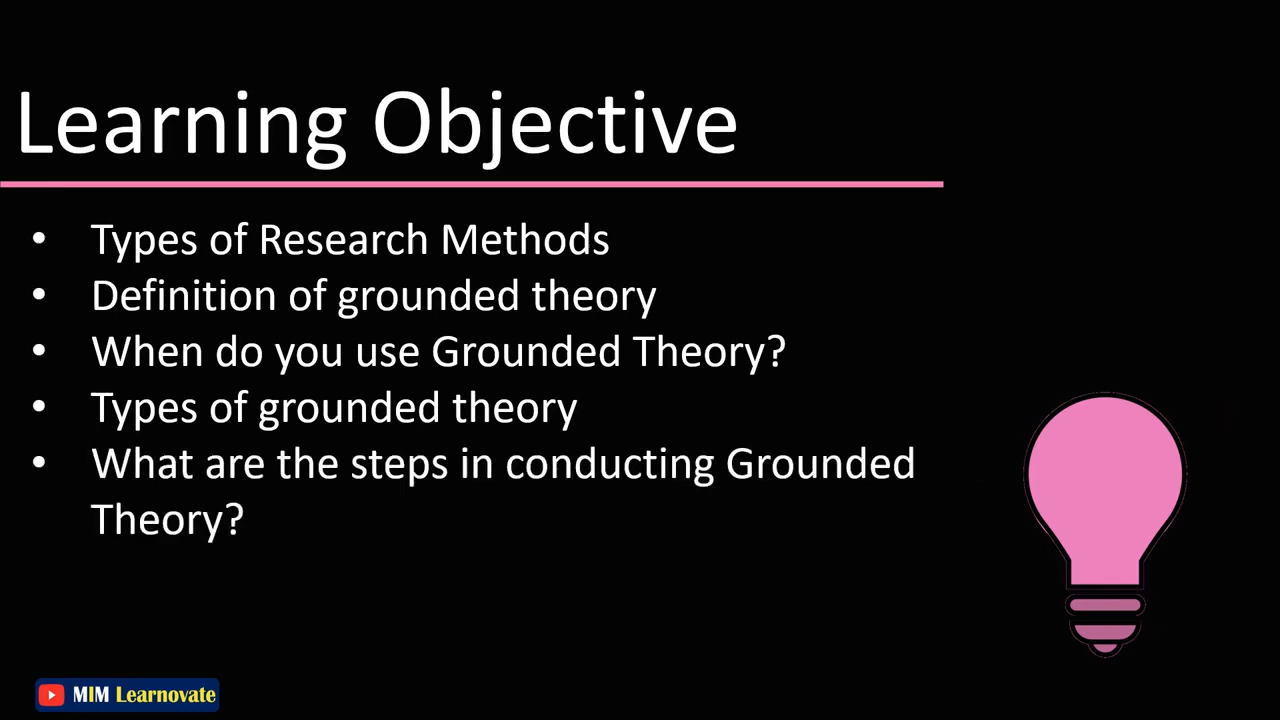 Learning Objective
• Types of Research Methods
• Definition of grounded theory
• When do you use Grounded Theory?
• Types of grounded theory
• What are the steps in conducting Grounded
Theory?
MIM Learnovate